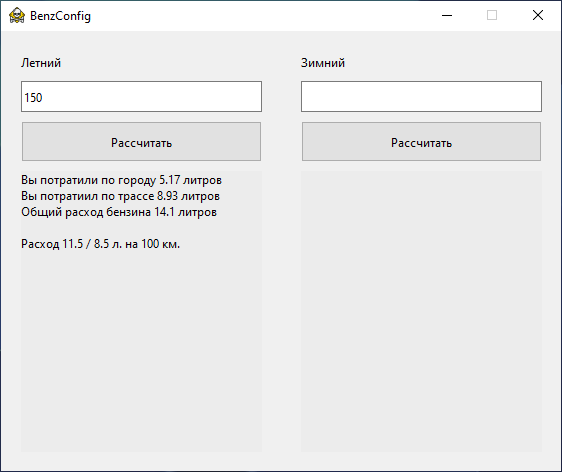 BenzConfig
Летний
Зимний
150
Рассчитать
Рассчитать
Вы потратили по городу 5.17 литров
Вы потратиил по трассе 8.93 литров
Общий расход бензина 14.1 литров
Расход 11.5 / 8.5 л. на 100 км.